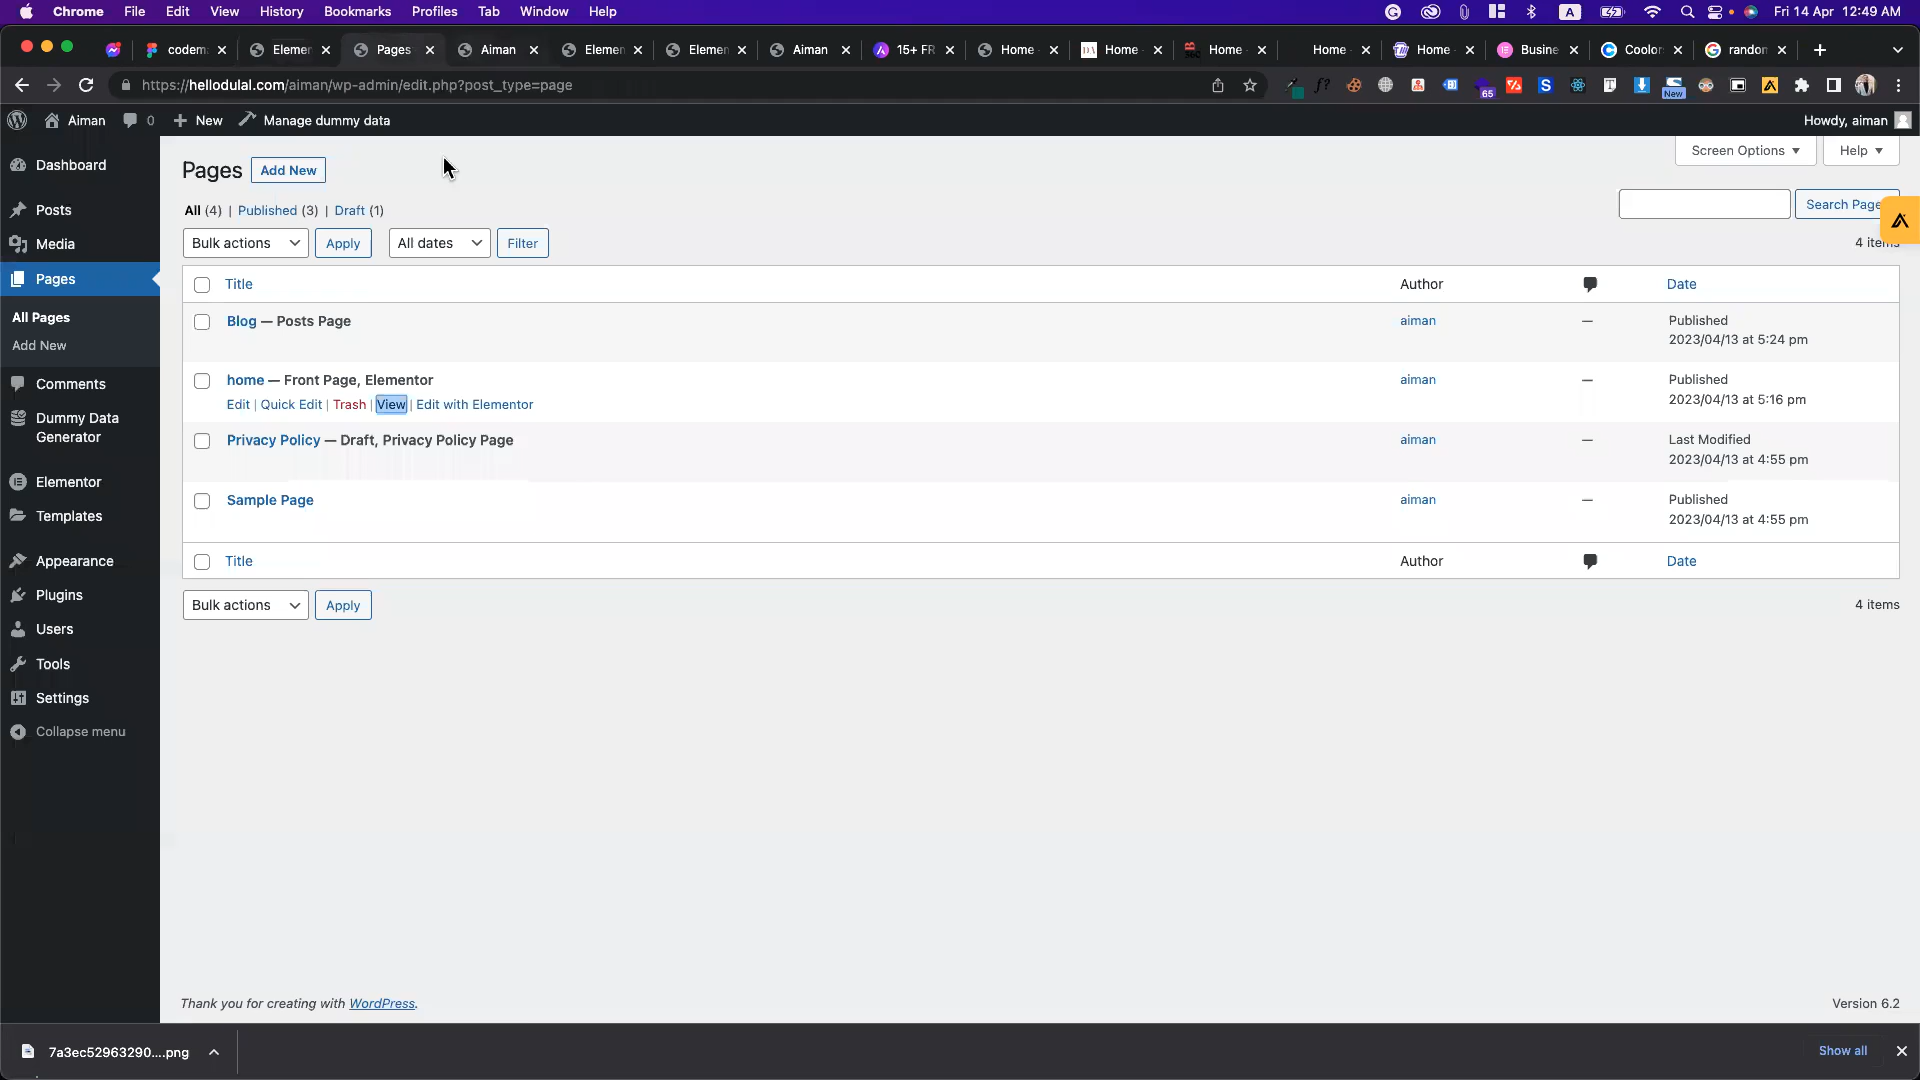 Chrome File Edit View History Bookmarks Profiles Tab Window Help A Fri 14 Apr 12:49 AM
codem Elemen Pages Aiman Elemen Elemen Aiman 15+ FR Home Home Home Home Home Busine Coolor randon
https://hellodulal.com/aiman/wp-admin/edit.php?post_type=page f? 65 S T New
Aiman 0 New Manage dummy data Howdy, aiman
Dashboard
Posts
Media
Pages
All Pages
Add New
Comments
Dummy Data
Generator
Elementor
Templates
Appearance
Plugins
Users
Tools
Settings
Collapse menu
Screen Options Help
Pages Add New
All (4) | Published (3) | Draft (1)
Search Page
Bulk actions Apply All dates Filter
4 items
Title Author Date
Blog — Posts Page aiman — Published
2023/04/13 at 5:24 pm
home — Front Page, Elementor aiman — Published
Edit | Quick Edit | Trash | View | Edit with Elementor 2023/04/13 at 5:16 pm
Privacy Policy — Draft, Privacy Policy Page aiman — Last Modified
2023/04/13 at 4:55 pm
Sample Page aiman — Published
2023/04/13 at 4:55 pm
Title Author Date
Bulk actions Apply 4 items
Thank you for creating with WordPress. Version 6.2
7a3ec52963290....png Show all